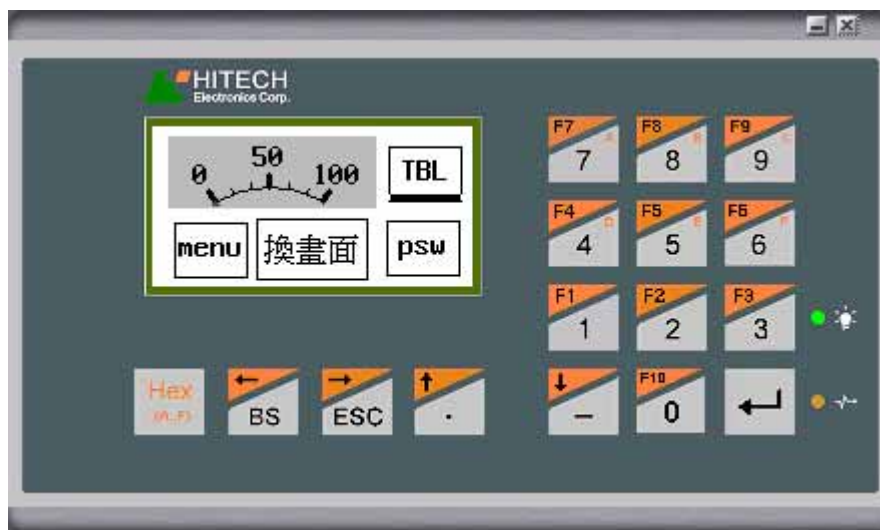 HITECH
Electronics Corp.
0 50 100
TBL
menu 換畫面 psw
F7 A F8 B F9 C
7 8 9
F4 D F5 E F6 F
4 5 6
F1 F2 F3
1 2 3
Hex
(A..F)
← → ↑ ↓ F10
BS ESC . – 0